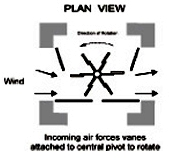 PLAN VIEW
Direction of Rotation
Wind
Incoming air forces vanes
attached to central pivot to rotate